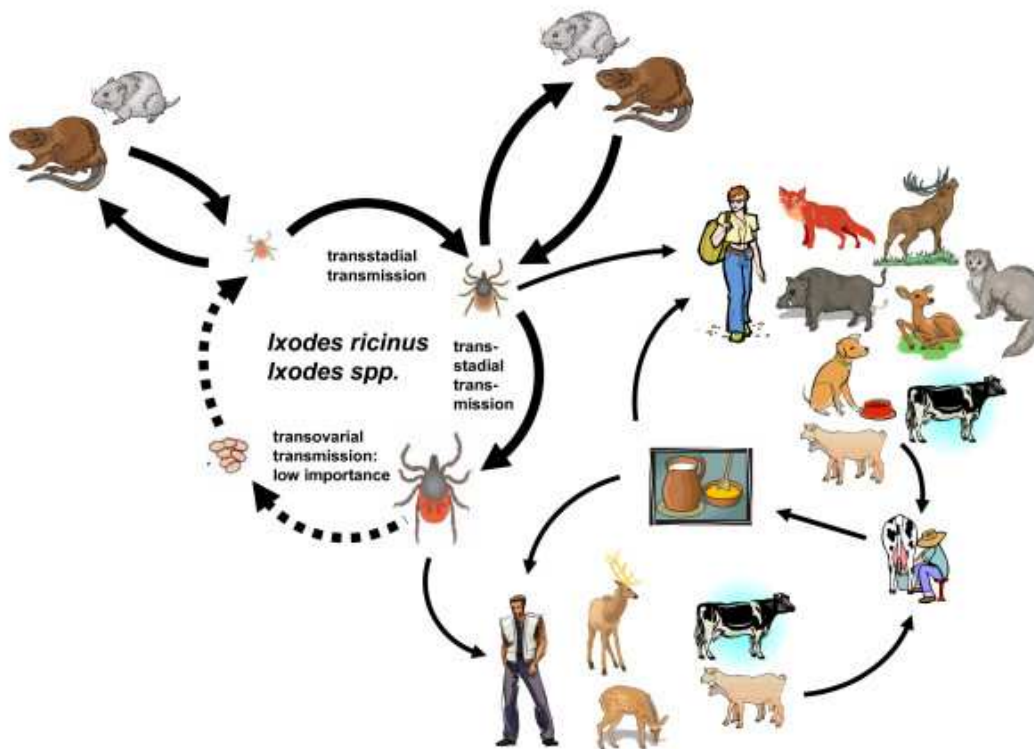 transstadial
transmission
Ixodes ricinus
Ixodes spp.
trans-
stadial
trans-
mission
transovarial
transmission:
low importance